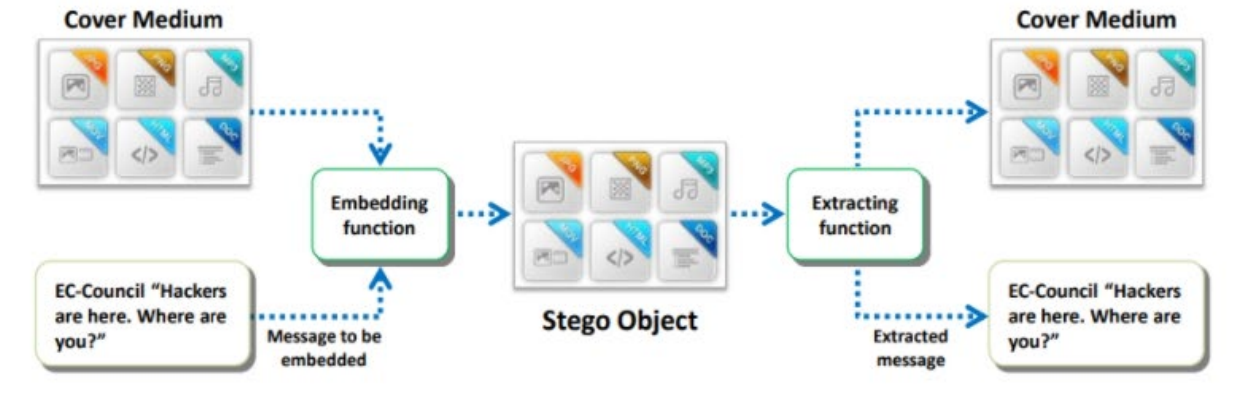 Cover Medium
JPG PNG MP3
MOV HTML DOC
EC-Council “Hackers
are here. Where are
you?”
Message to be
embedded
Embedding
function
JPG PNG MP3
MOV HTML DOC
Stego Object
Extracting
function
Cover Medium
JPG PNG MP3
MOV HTML DOC
Extracted
message
EC-Council “Hackers
are here. Where are
you?”